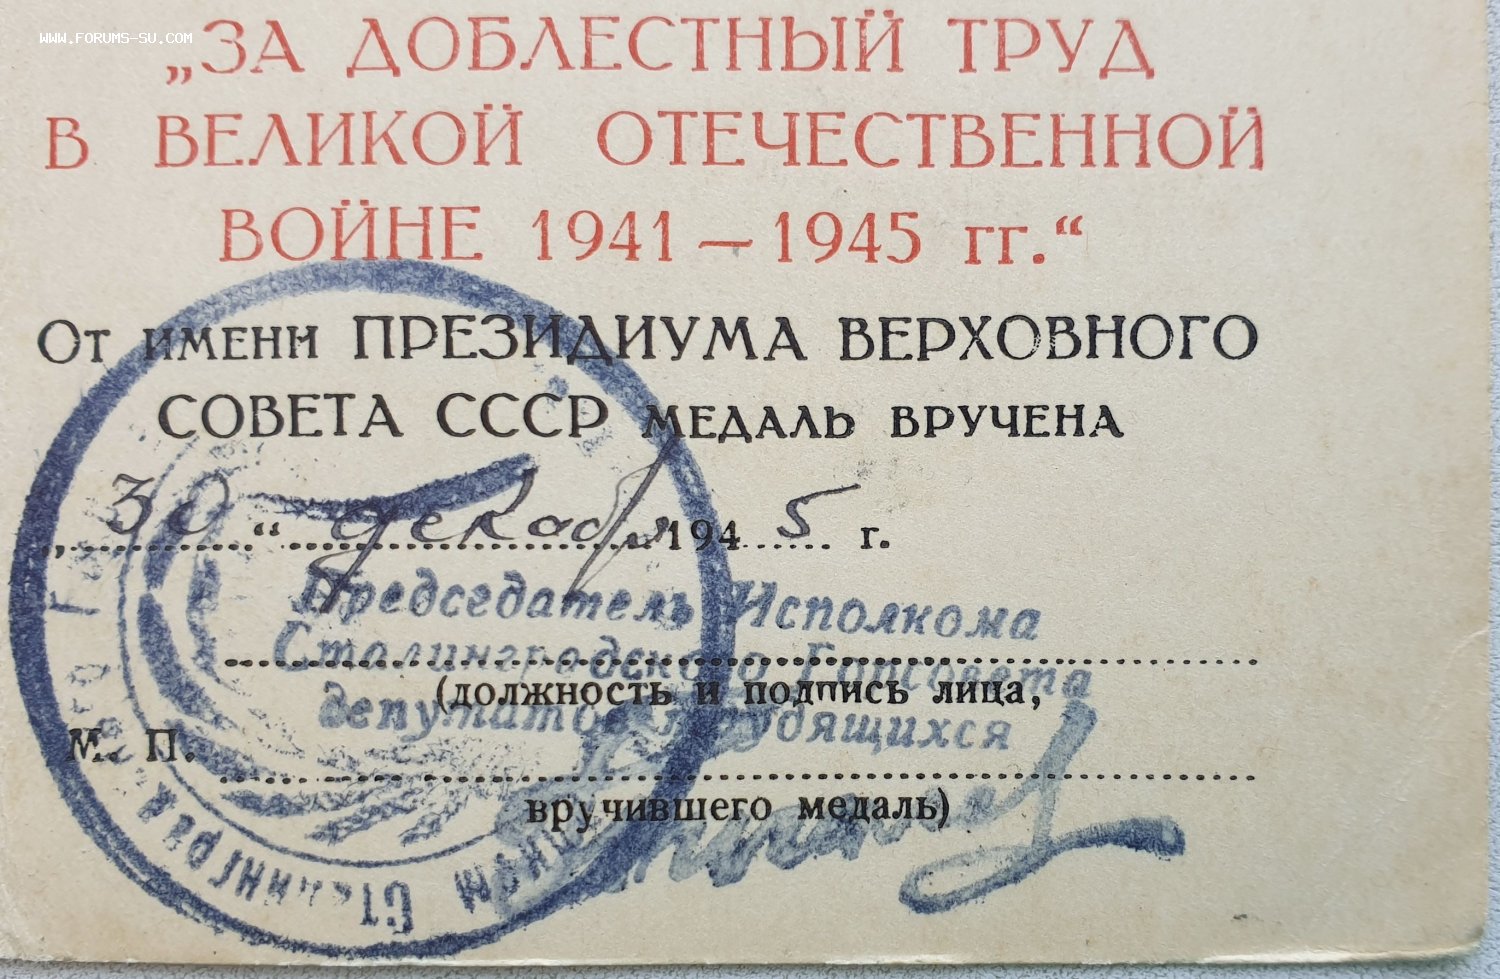 WWW.FORUMS-SU.COM
„ЗА ДОБЛЕСТНЫЙ ТРУД
В ВЕЛИКОЙ ОТЕЧЕСТВЕННОЙ
ВОЙНЕ 1941 — 1945 гг.“
От имени ПРЕЗИДИУМА ВЕРХОВНОГО
СОВЕТА СССР медаль вручена
„30“ декабря 1945 г.
Председатель Исполкома
Сталинградского Горсовета
(должность и подпись лица,
депутатов трудящихся
М. П.
вручившего медаль)